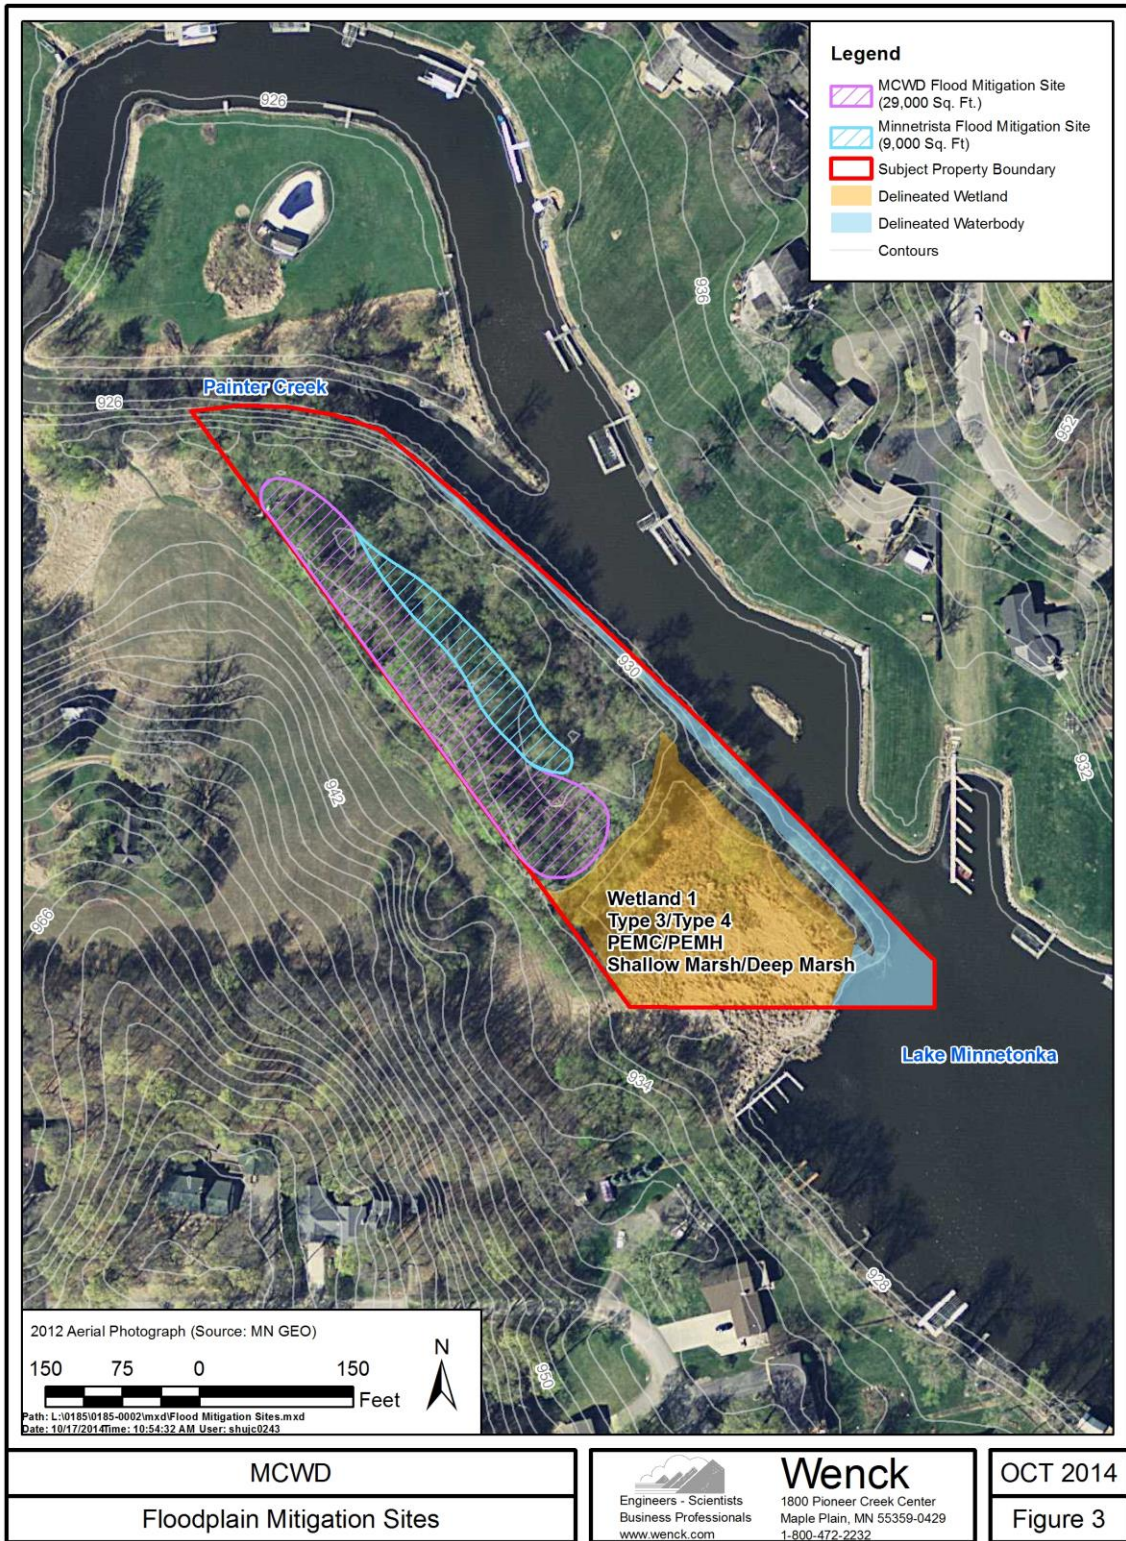 Legend
MCWD Flood Mitigation Site
(29,000 Sq. Ft.)
Minnetrista Flood Mitigation Site
(9,000 Sq. Ft)
Subject Property Boundary
Delineated Wetland
Delineated Waterbody
Contours
926
936
Painter Creek
926
952
930
932
942
966
Wetland 1
Type 3/Type 4
PEMC/PEMH
Shallow Marsh/Deep Marsh
Lake Minnetonka
934
928
950
2012 Aerial Photograph (Source: MN GEO)
N
150 75 0 150
Feet
Path: L:\0185\0185-0002\mxd\Flood Mitigation Sites.mxd
Date: 10/17/2014Time: 10:54:32 AM User: shujc0243
MCWD
Floodplain Mitigation Sites
Engineers - Scientists
Business Professionals
www.wenck.com
Wenck
1800 Pioneer Creek Center
Maple Plain, MN 55359-0429
1-800-472-2232
OCT 2014
Figure 3